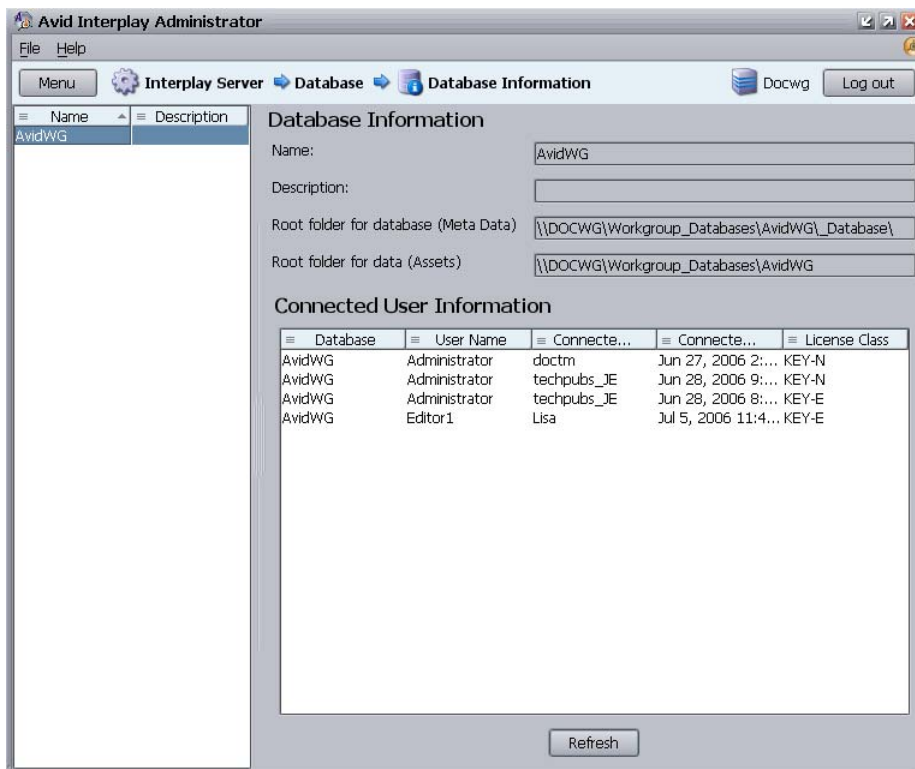 Avid Interplay Administrator
File Help
Menu Interplay Server Database Database Information Docwg Log out
Name Description
AvidWG
Database Information
Name: AvidWG
Description:
Root folder for database (Meta Data) \\DOCWG\Workgroup_Databases\AvidWG\_Database\
Root folder for data (Assets) \\DOCWG\Workgroup_Databases\AvidWG
Connected User Information
Database User Name Connecte... Connecte... License Class
AvidWG Administrator doctm Jun 27, 2006 2:... KEY-N
AvidWG Administrator techpubs_JE Jun 28, 2006 9:... KEY-N
AvidWG Administrator techpubs_JE Jun 28, 2006 8:... KEY-E
AvidWG Editor1 Lisa Jul 5, 2006 11:4... KEY-E
Refresh